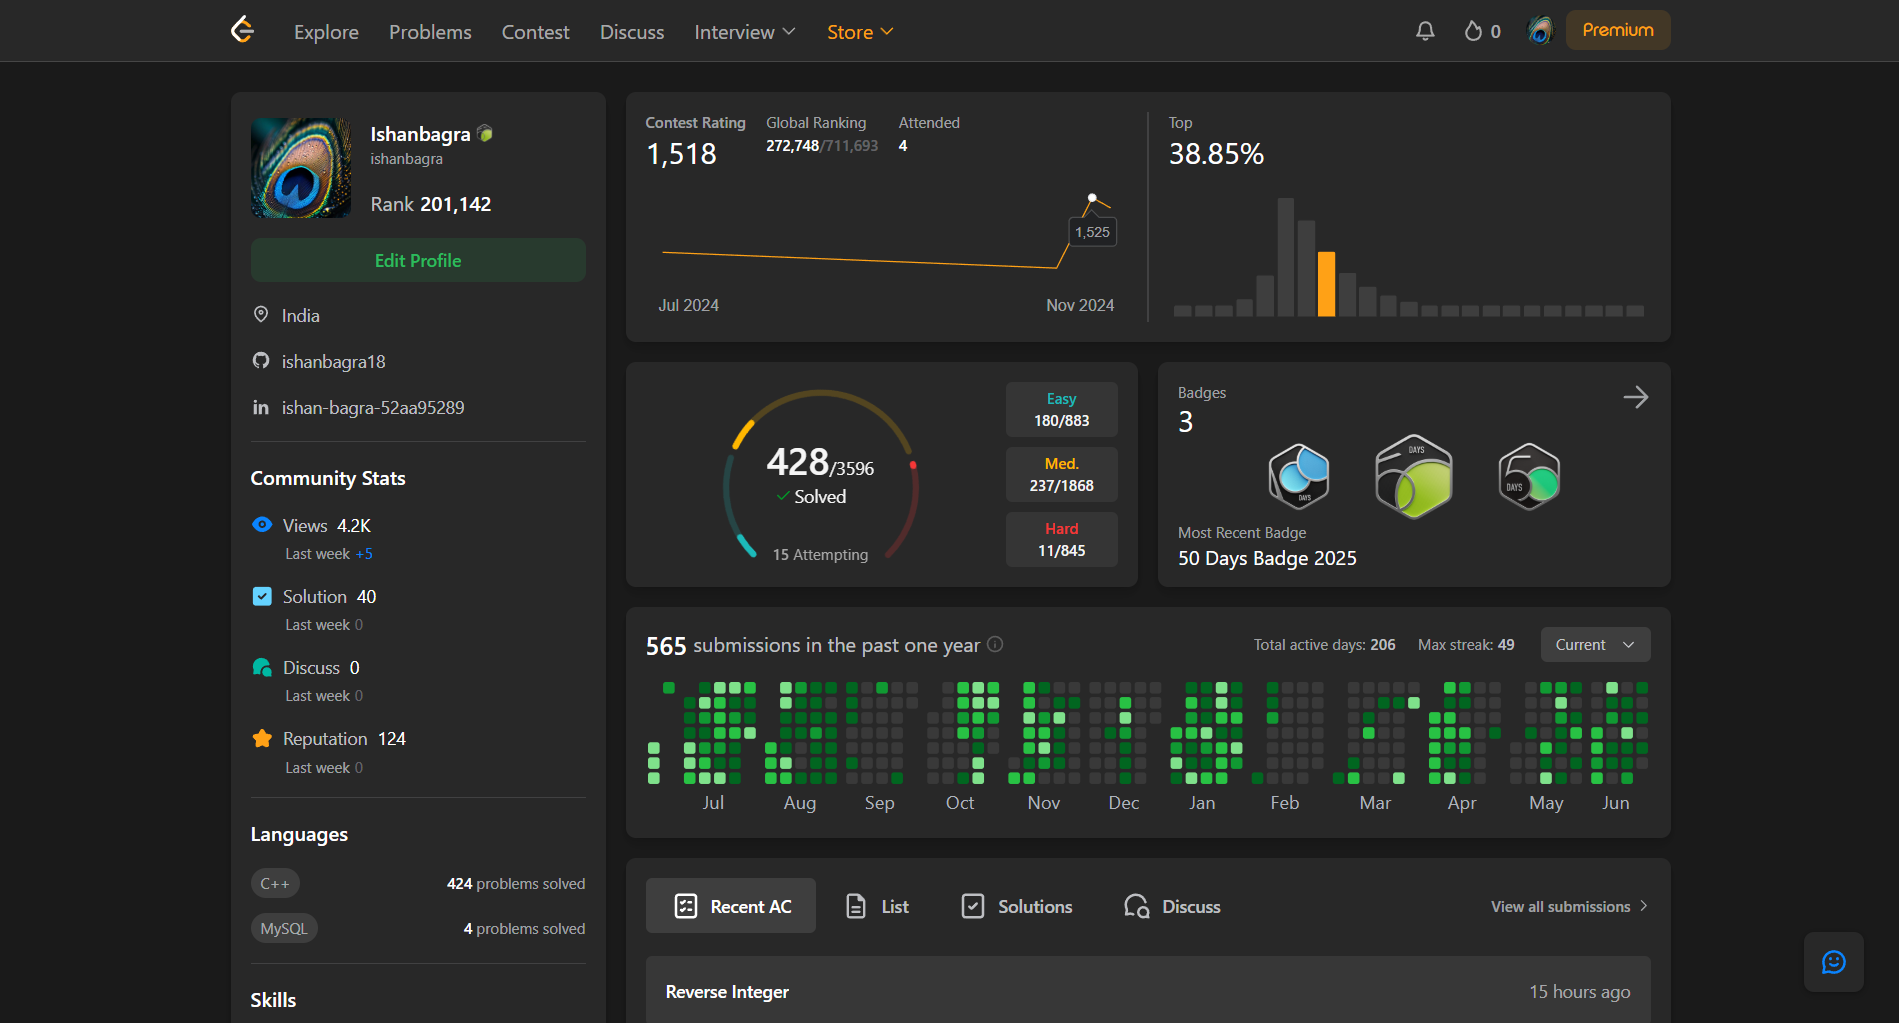 Explore Problems Contest Discuss Interview Store
0 Premium
Ishanbagra
ishanbagra
Rank 201,142
Edit Profile
India
ishanbagra18
ishan-bagra-52aa95289
Community Stats
Views 4.2K
Last week +5
Solution 40
Last week 0
Discuss 0
Last week 0
Reputation 124
Last week 0
Languages
C++ 424 problems solved
MySQL 4 problems solved
Skills
Contest Rating
1,518
Global Ranking
272,748/711,693
Attended
4
1,525
Jul 2024 Nov 2024
Top
38.85%
428/3596
Solved
15 Attempting
Easy
180/883
Med.
237/1868
Hard
11/845
Badges
3
DAYS
DAYS
DAYS
Most Recent Badge
50 Days Badge 2025
565 submissions in the past one year
Total active days: 206 Max streak: 49 Current
Jul Aug Sep Oct Nov Dec Jan Feb Mar Apr May Jun
Recent AC List Solutions Discuss View all submissions
Reverse Integer 15 hours ago